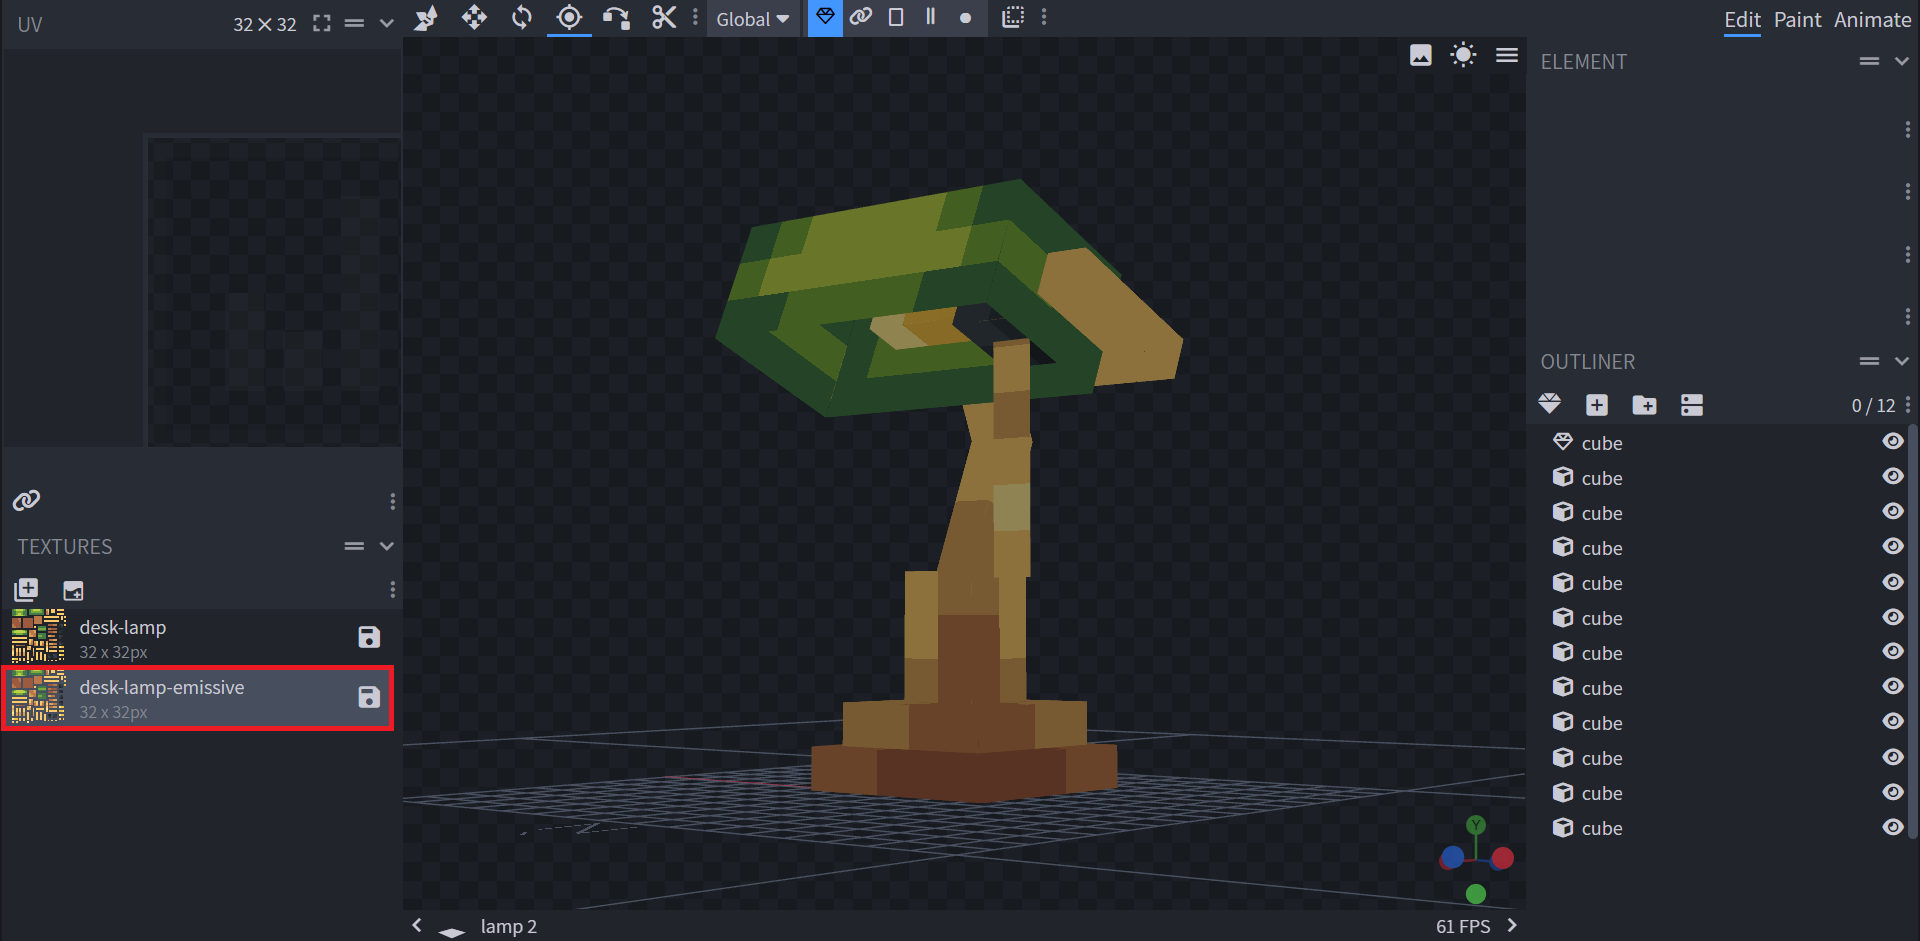 UV
32×32
Global
Edit Paint Animate
ELEMENT
OUTLINER
0 / 12
cube
cube
cube
cube
cube
cube
cube
cube
cube
cube
cube
cube
TEXTURES
desk-lamp
32 x 32px
desk-lamp-emissive
32 x 32px
Y
lamp 2
61 FPS